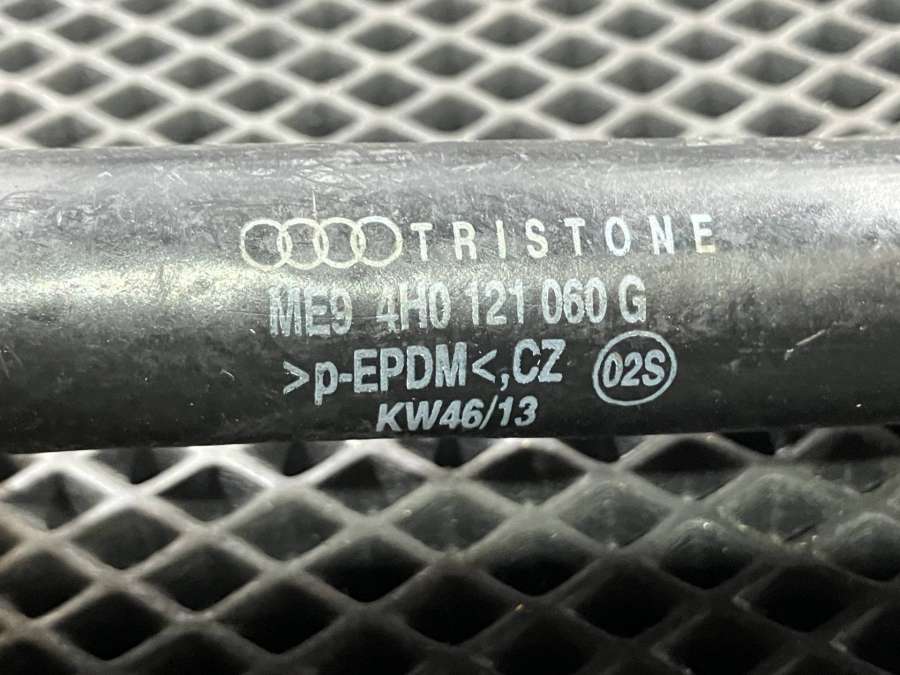 TRISTONE
ME9 4H0 121 060 G
>p-EPDM<,CZ 02S
KW46/13